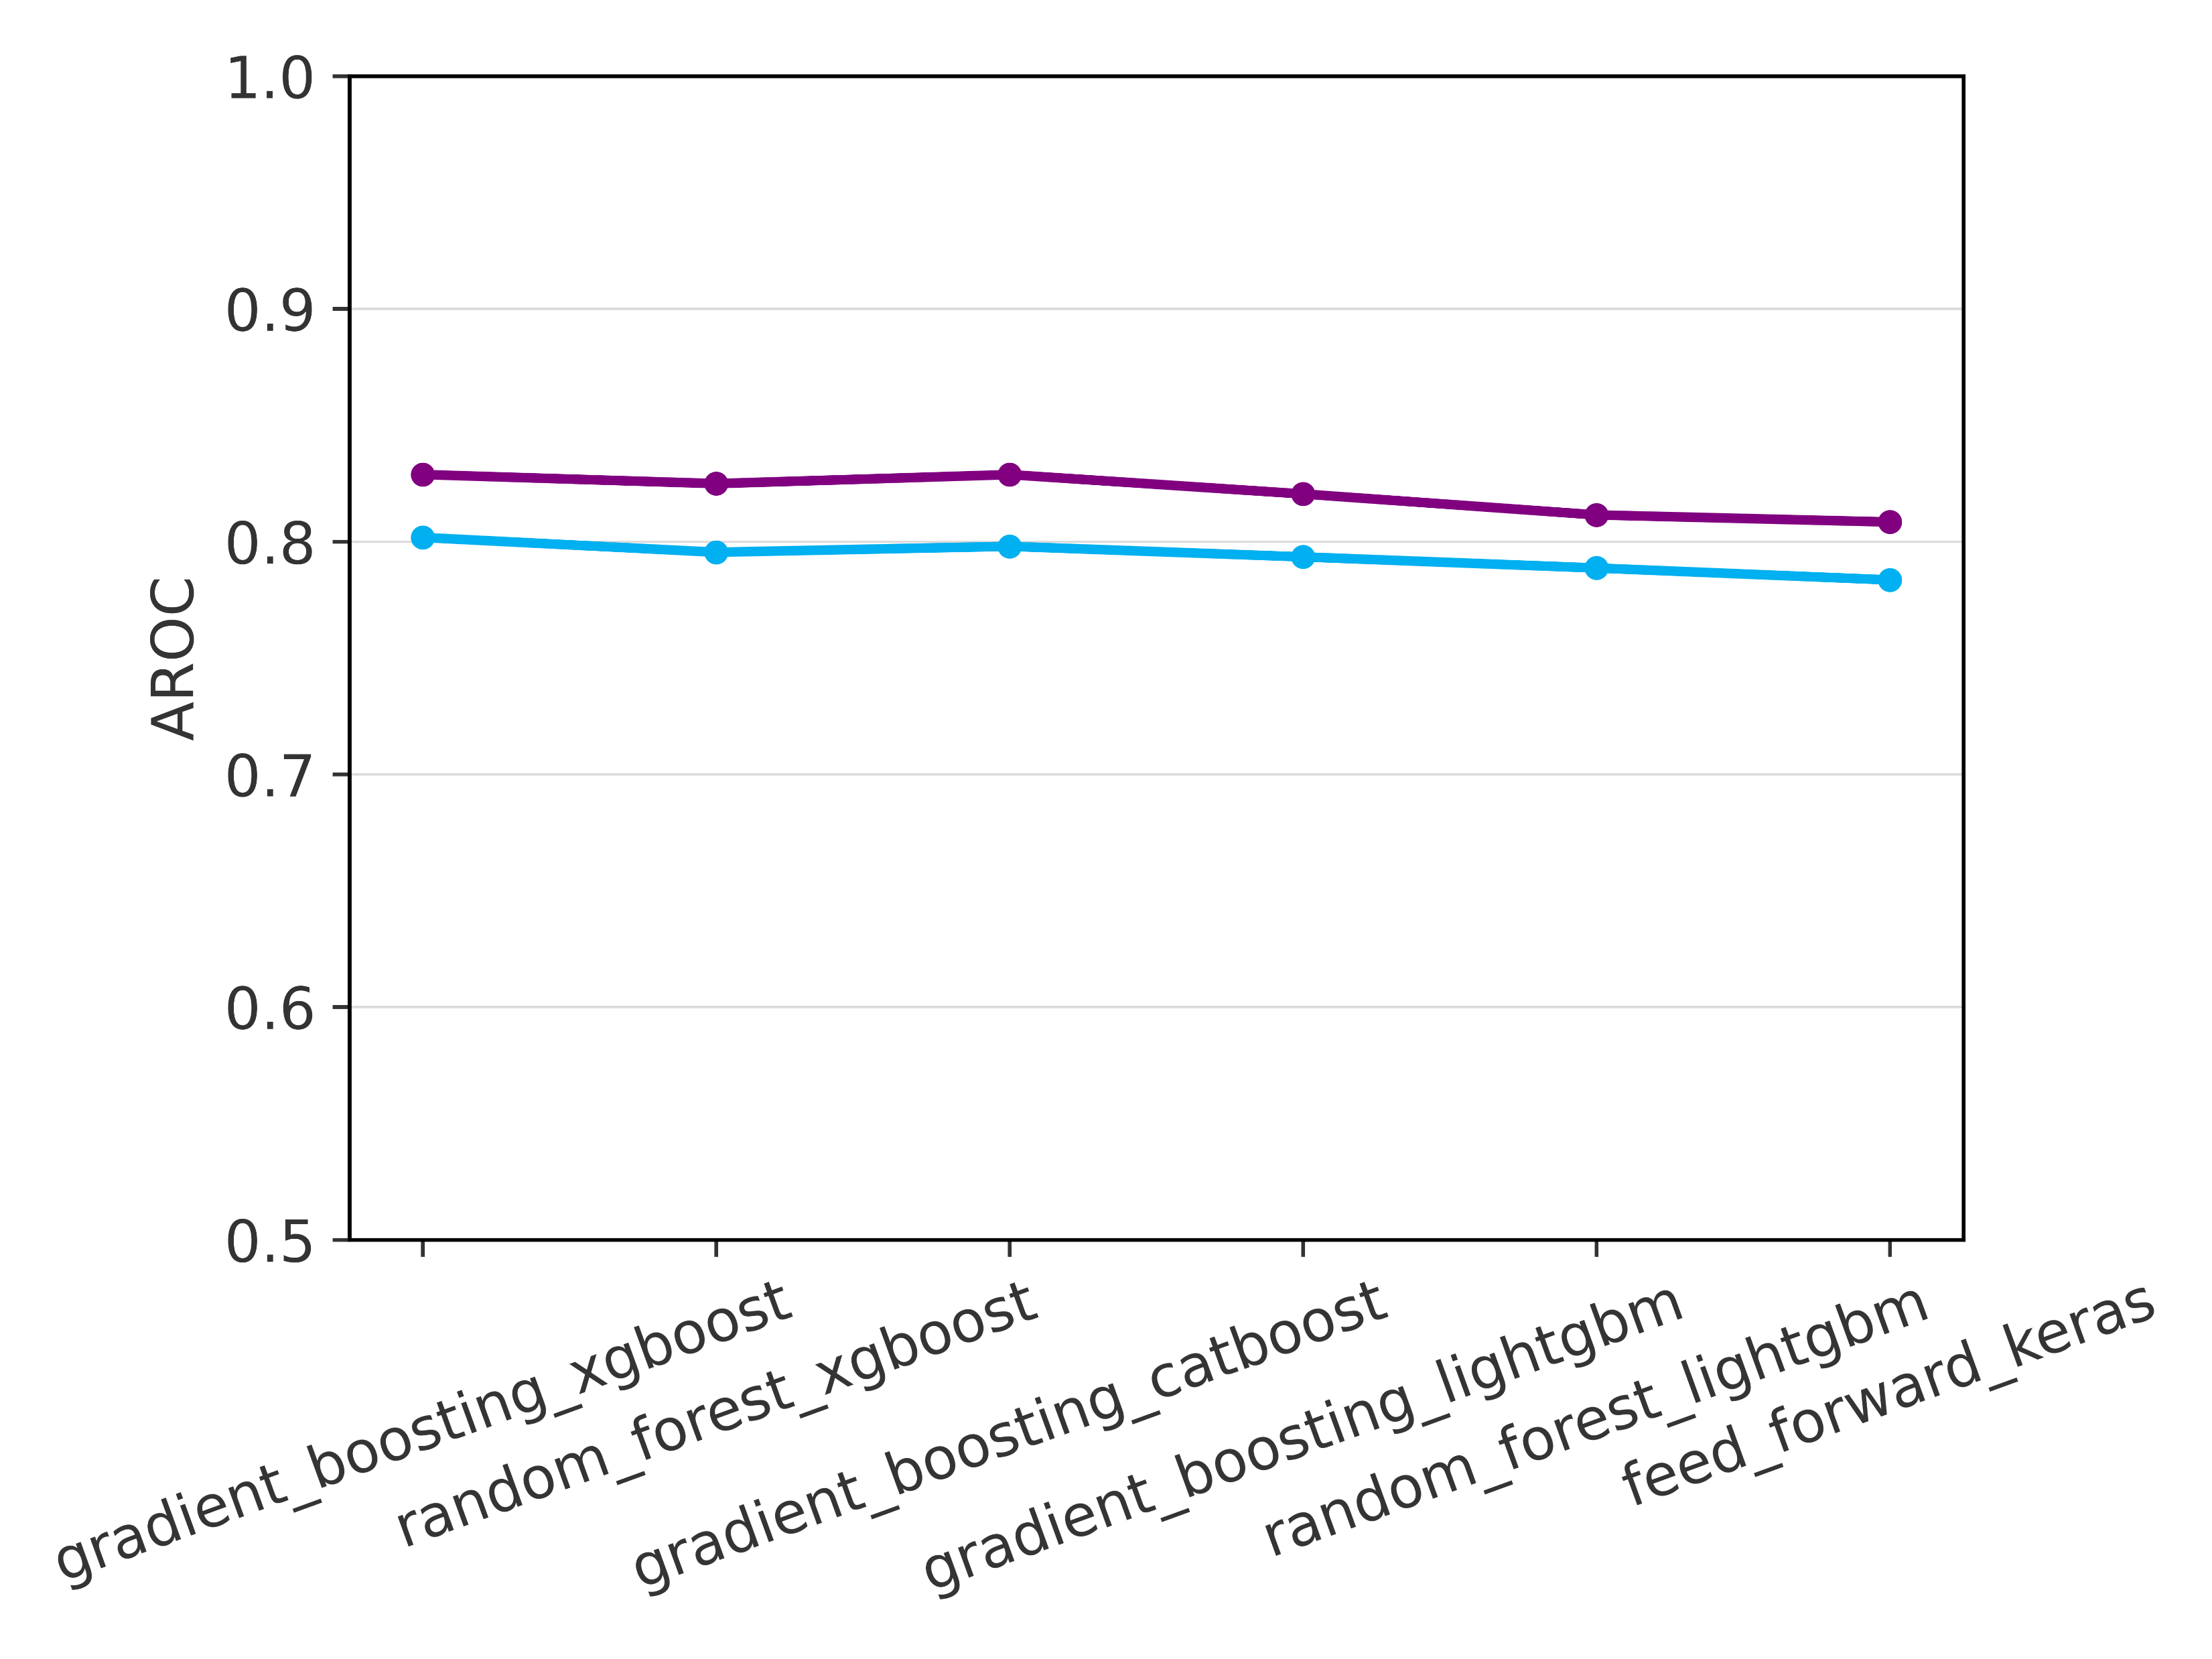 1.0
0.9
0.8
0.7
0.6
0.5
AROC
gradient_boosting_xgboost
random_forest_xgboost
gradient_boosting_catboost
gradient_boosting_lightgbm
random_forest_lightgbm
feed_forward_keras